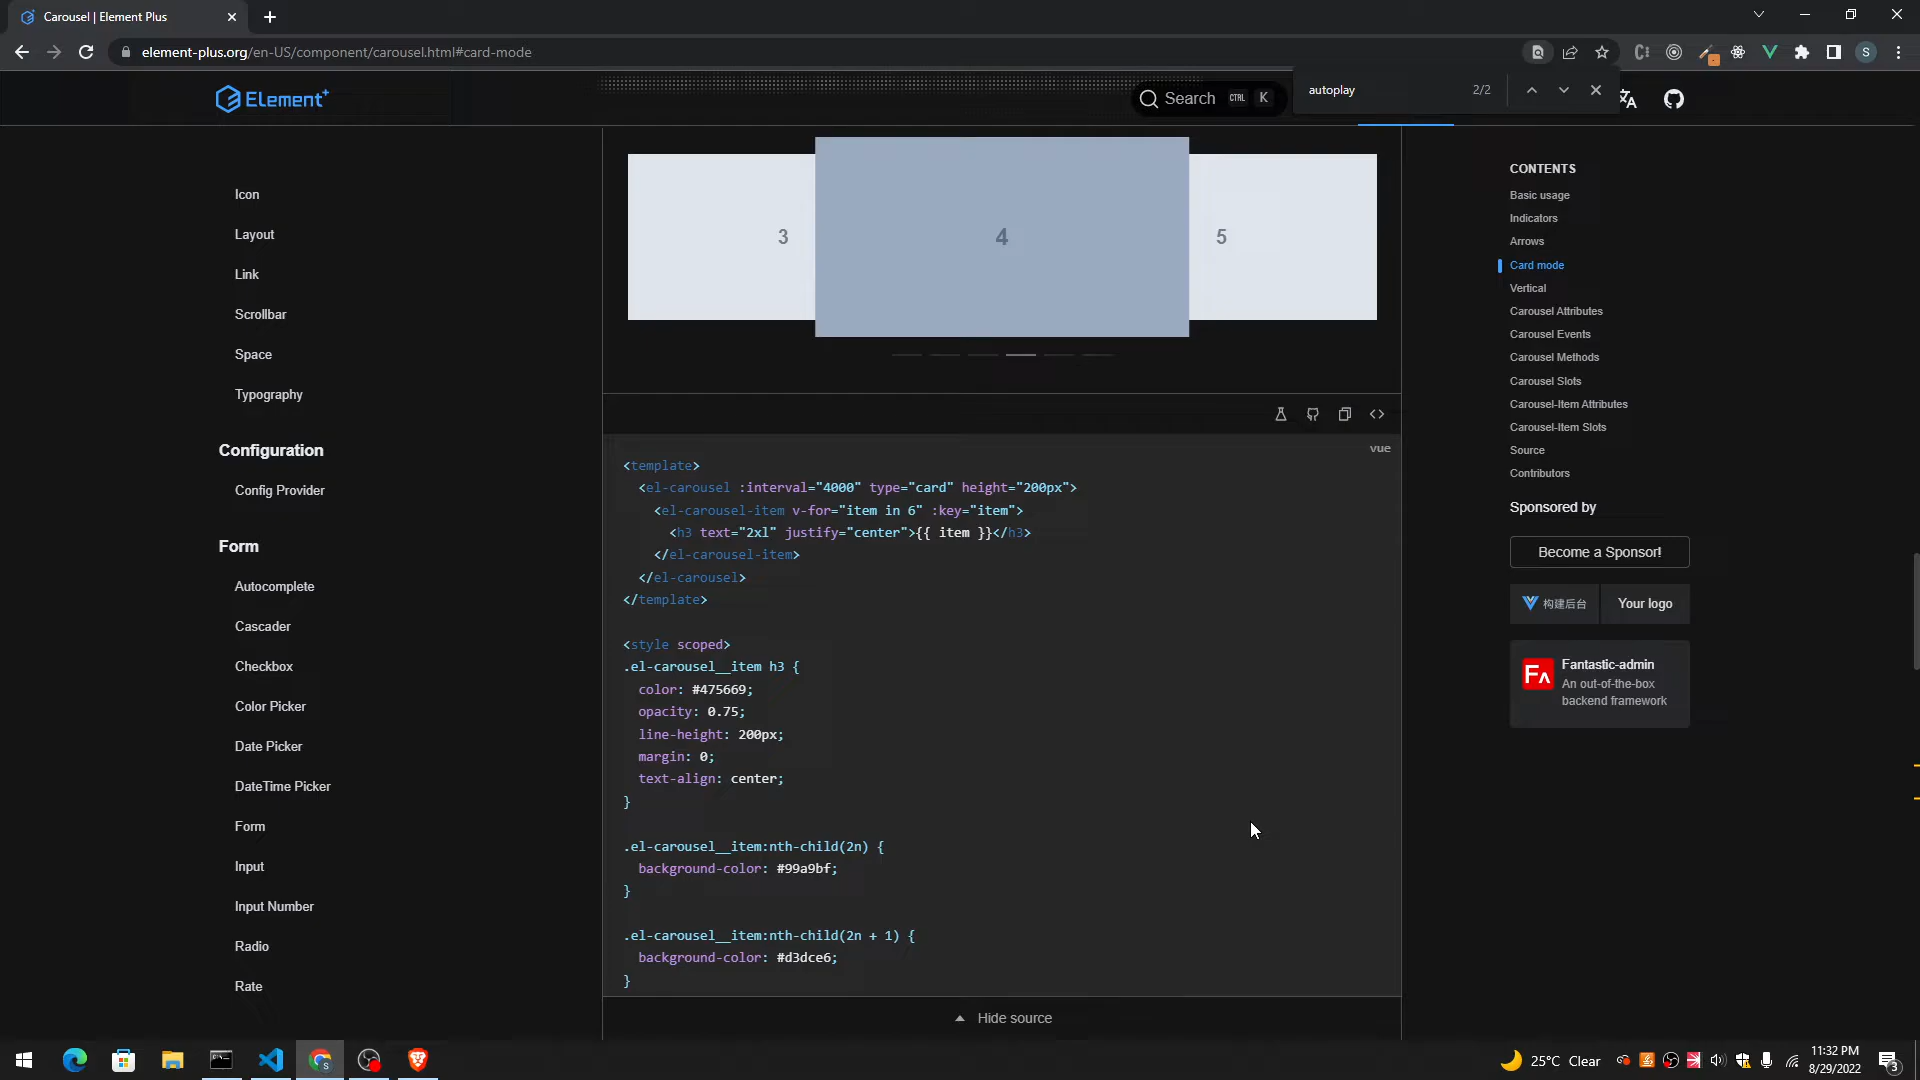 Carousel | Element Plus
element-plus.org/en-US/component/carousel.html#card-mode
S
Element+
Search CTRL K
autoplay
2/2
Icon
Layout
Link
Scrollbar
Space
Typography
Configuration
Config Provider
Form
Autocomplete
Cascader
Checkbox
Color Picker
Date Picker
DateTime Picker
Form
Input
Input Number
Radio
Rate
3
4
5
vue
<template>
<el-carousel :interval="4000" type="card" height="200px">
<el-carousel-item v-for="item in 6" :key="item">
<h3 text="2xl" justify="center">{{ item }}</h3>
</el-carousel-item>
</el-carousel>
</template>
<style scoped>
.el-carousel__item h3 {
color: #475669;
opacity: 0.75;
line-height: 200px;
margin: 0;
text-align: center;
}
.el-carousel__item:nth-child(2n) {
background-color: #99a9bf;
}
.el-carousel__item:nth-child(2n + 1) {
background-color: #d3dce6;
}
Hide source
CONTENTS
Basic usage
Indicators
Arrows
Card mode
Vertical
Carousel Attributes
Carousel Events
Carousel Methods
Carousel Slots
Carousel-Item Attributes
Carousel-Item Slots
Source
Contributors
Sponsored by
Become a Sponsor!
构建后台
Your logo
Fantastic-admin
An out-of-the-box
backend framework
25°C Clear
11:32 PM
8/29/2022
3